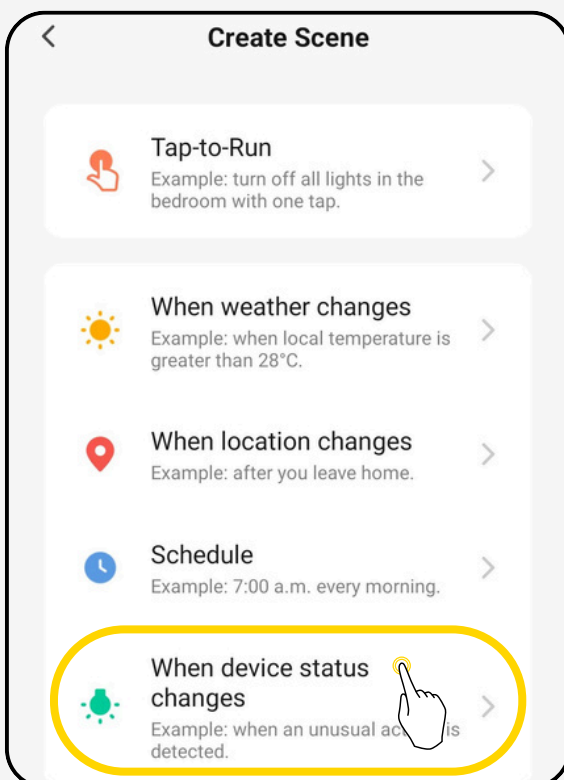 Create Scene
Tap-to-Run
Example: turn off all lights in the
bedroom with one tap.
When weather changes
Example: when local temperature is
greater than 28°C.
When location changes
Example: after you leave home.
Schedule
Example: 7:00 a.m. every morning.
When device status
changes
Example: when an unusual is
detected.